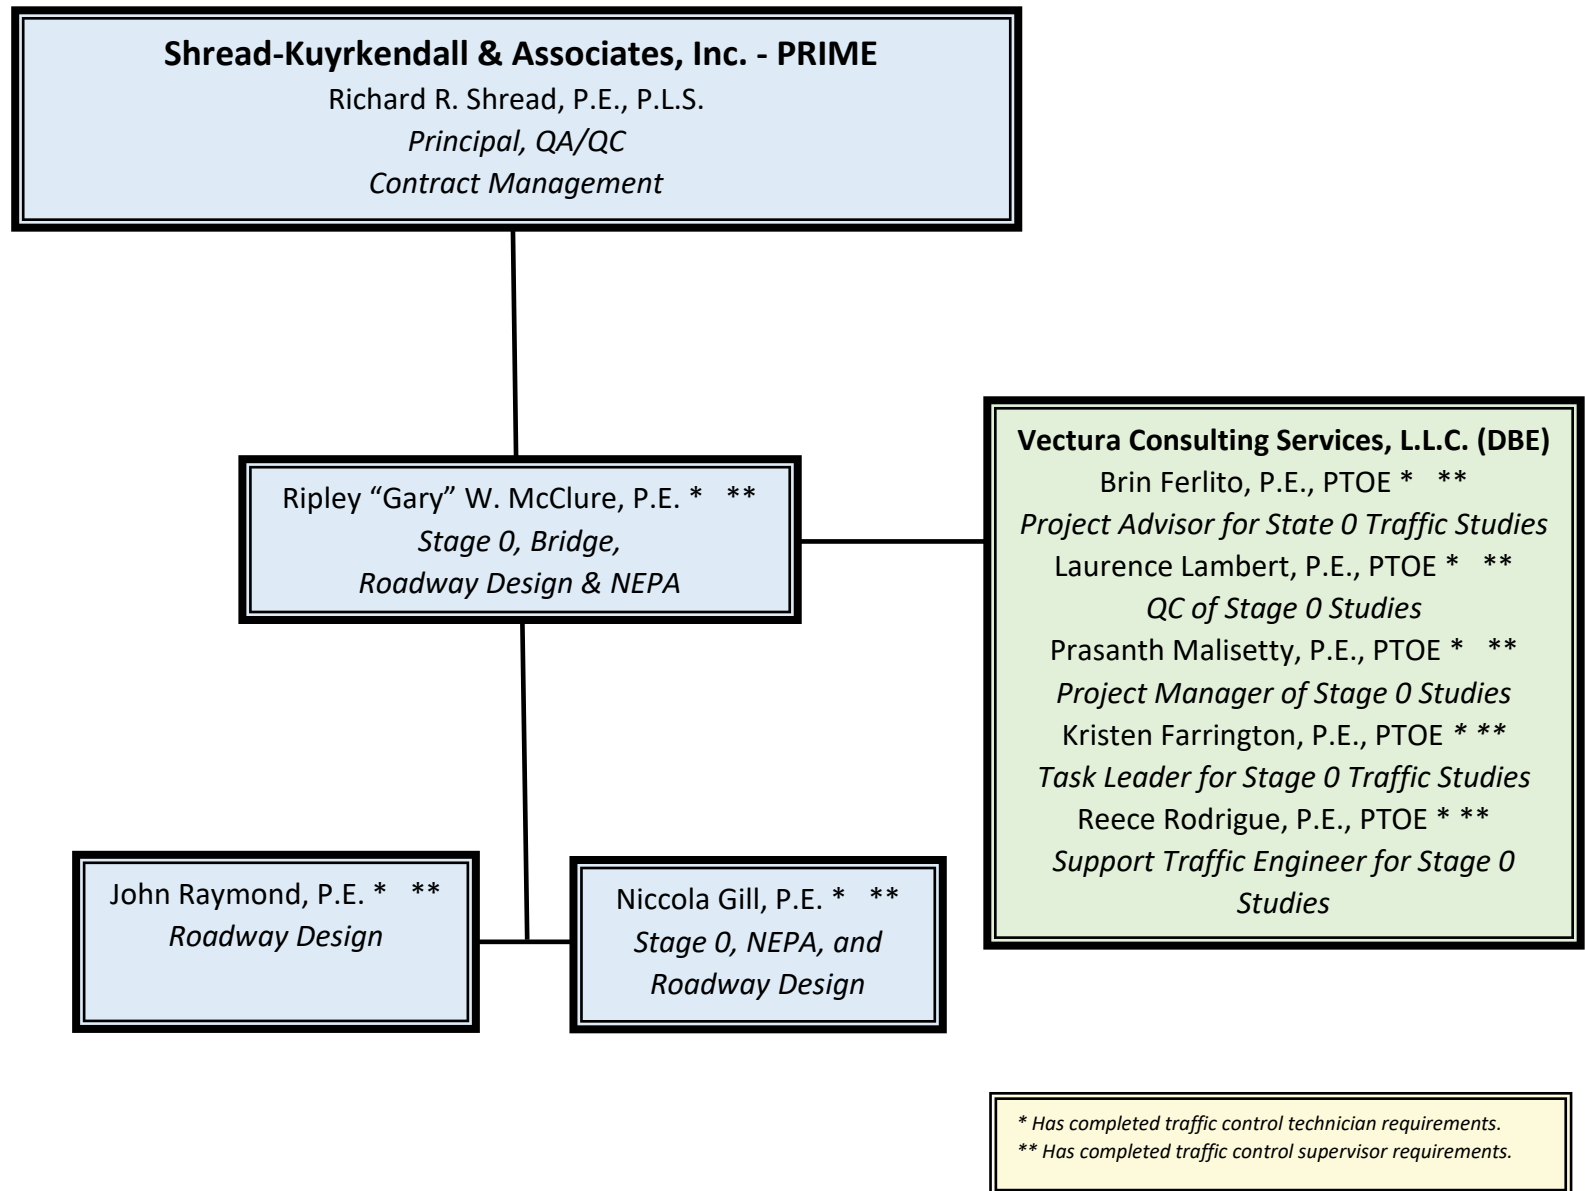 Shread-Kuyrkendall & Associates, Inc. - PRIME
Richard R. Shread, P.E., P.L.S.
Principal, QA/QC
Contract Management
Ripley “Gary” W. McClure, P.E. * **
Stage 0, Bridge,
Roadway Design & NEPA
Vectura Consulting Services, L.L.C. (DBE)
Brin Ferlito, P.E., PTOE * **
Project Advisor for State 0 Traffic Studies
Laurence Lambert, P.E., PTOE * **
QC of Stage 0 Studies
Prasanth Malisetty, P.E., PTOE * **
Project Manager of Stage 0 Studies
Kristen Farrington, P.E., PTOE * **
Task Leader for Stage 0 Traffic Studies
Reece Rodrigue, P.E., PTOE * **
Support Traffic Engineer for Stage 0
Studies
John Raymond, P.E. * **
Roadway Design
Niccola Gill, P.E. * **
Stage 0, NEPA, and
Roadway Design
* Has completed traffic control technician requirements.
** Has completed traffic control supervisor requirements.